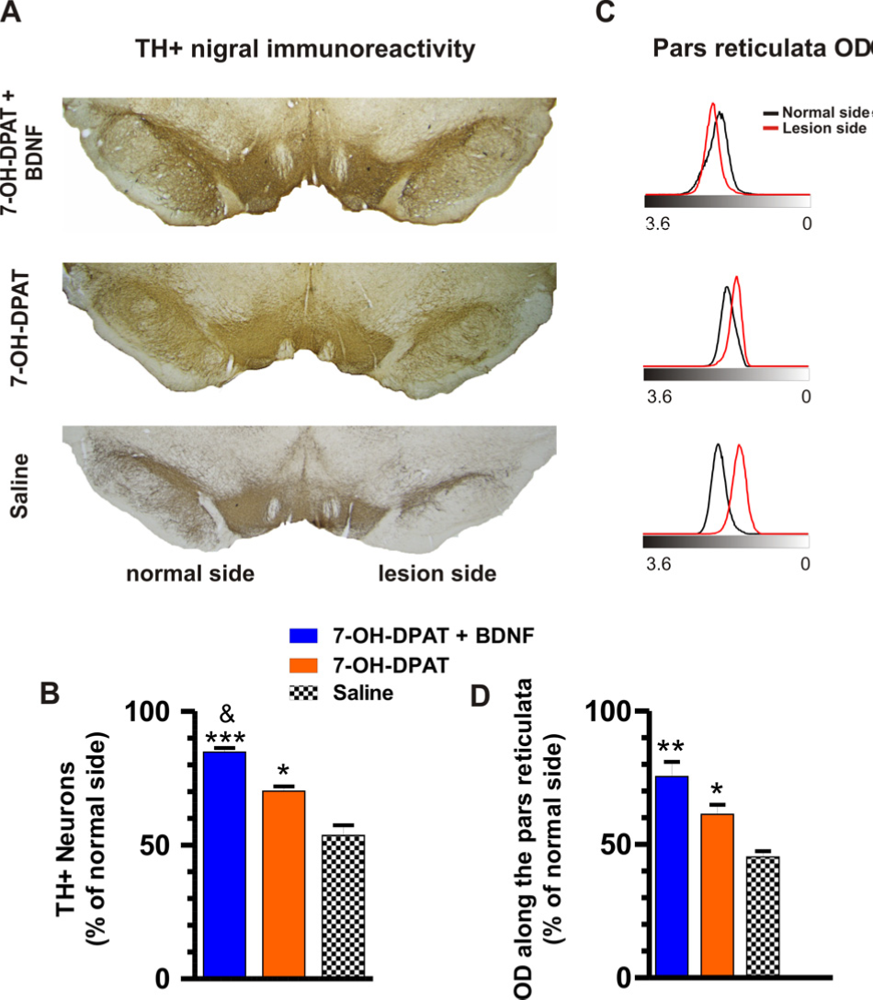 A
TH+ nigral immunoreactivity
7-OH-DPAT +
BDNF
7-OH-DPAT
Saline
normal side
lesion side
C
Pars reticulata OD
Normal side
Lesion side
3.6
0
3.6
0
3.6
0
7-OH-DPAT + BDNF
7-OH-DPAT
Saline
B
TH+ Neurons
(% of normal side)
100
50
0
&
***
*
D
OD along the pars reticulata
(% of normal side)
100
50
0
**
*